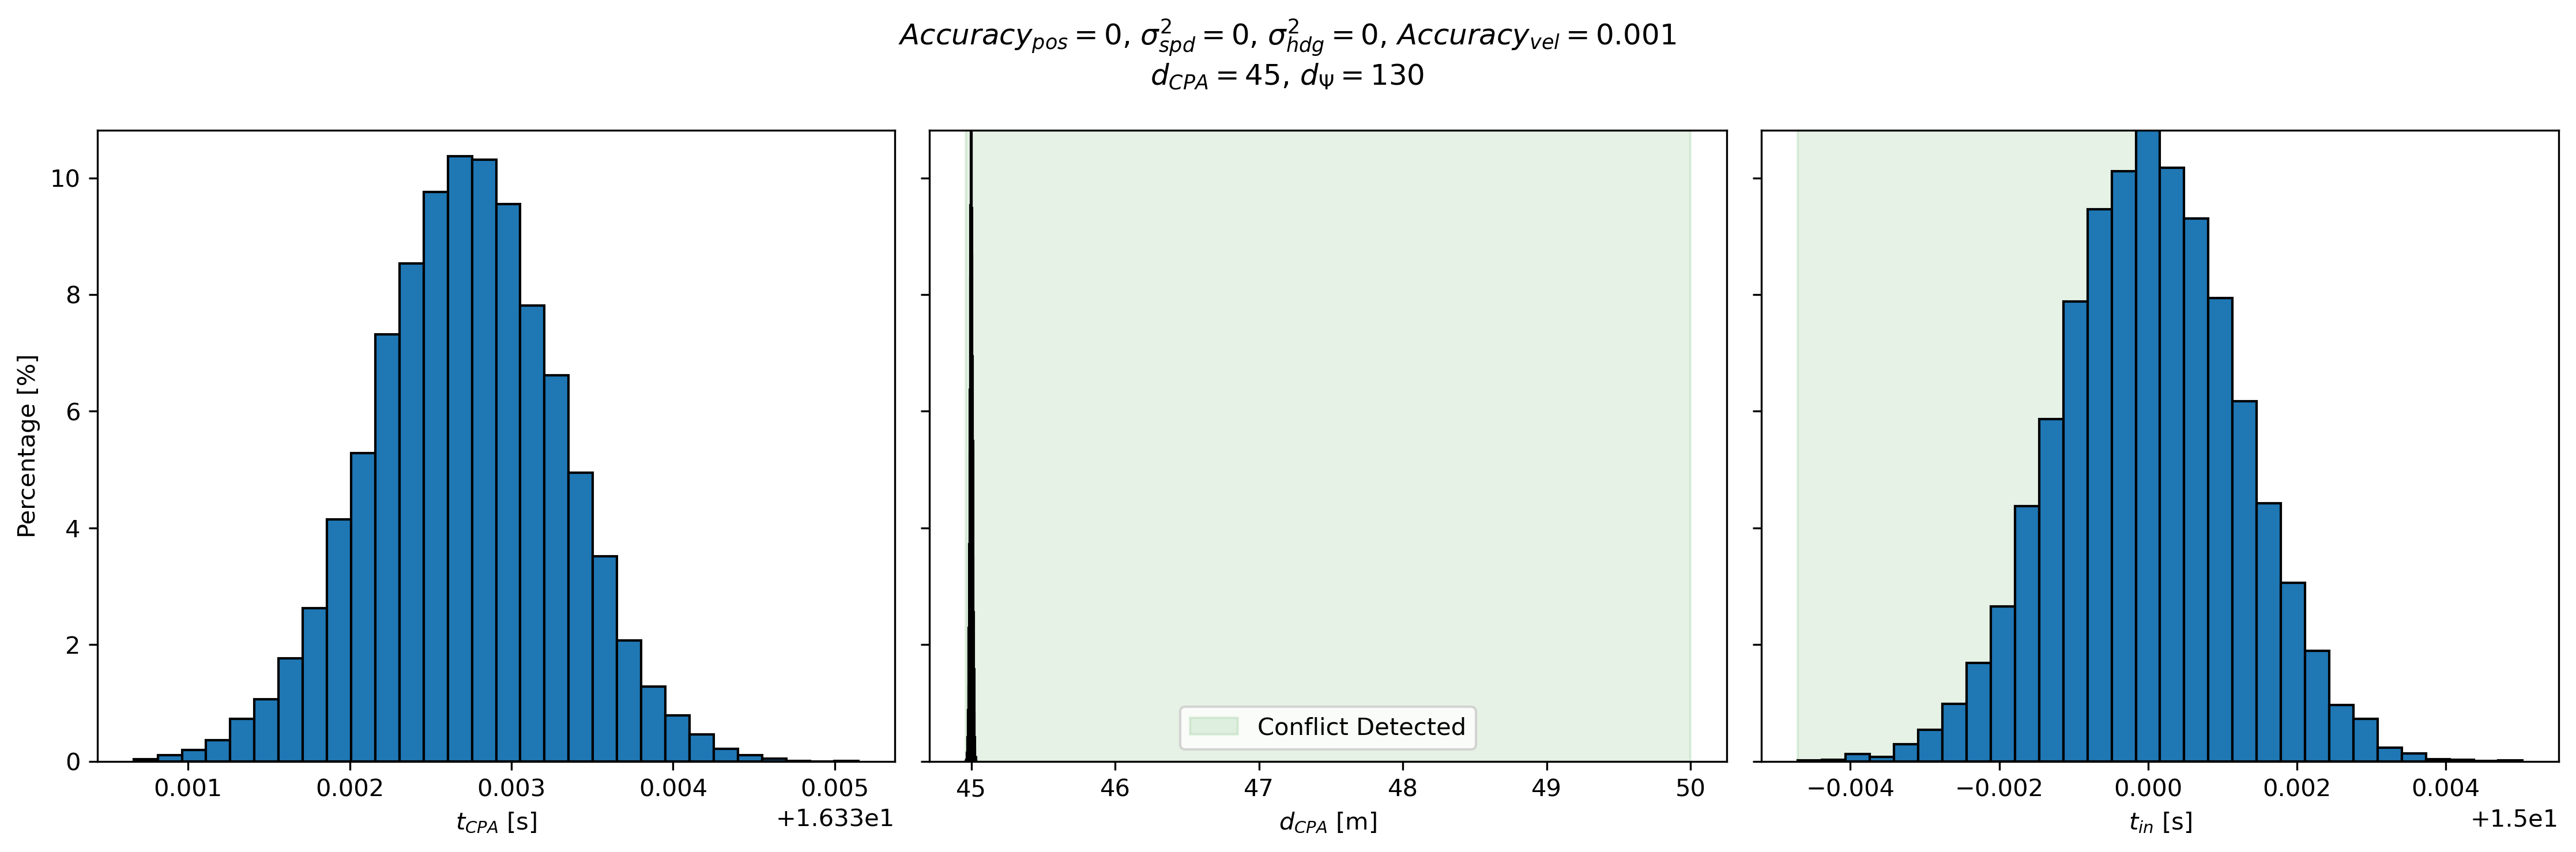 Accuracy_pos = 0, σ²_spd = 0, σ²_hdg = 0, Accuracy_vel = 0.001
d_CPA = 45, d_Ψ = 130
Percentage [%]
10
8
6
4
2
0
0.001 0.002 0.003 0.004 0.005
+1.633e1
t_CPA [s]
Conflict Detected
45 46 47 48 49 50
d_CPA [m]
−0.004 −0.002 0.000 0.002 0.004
+1.5e1
t_in [s]